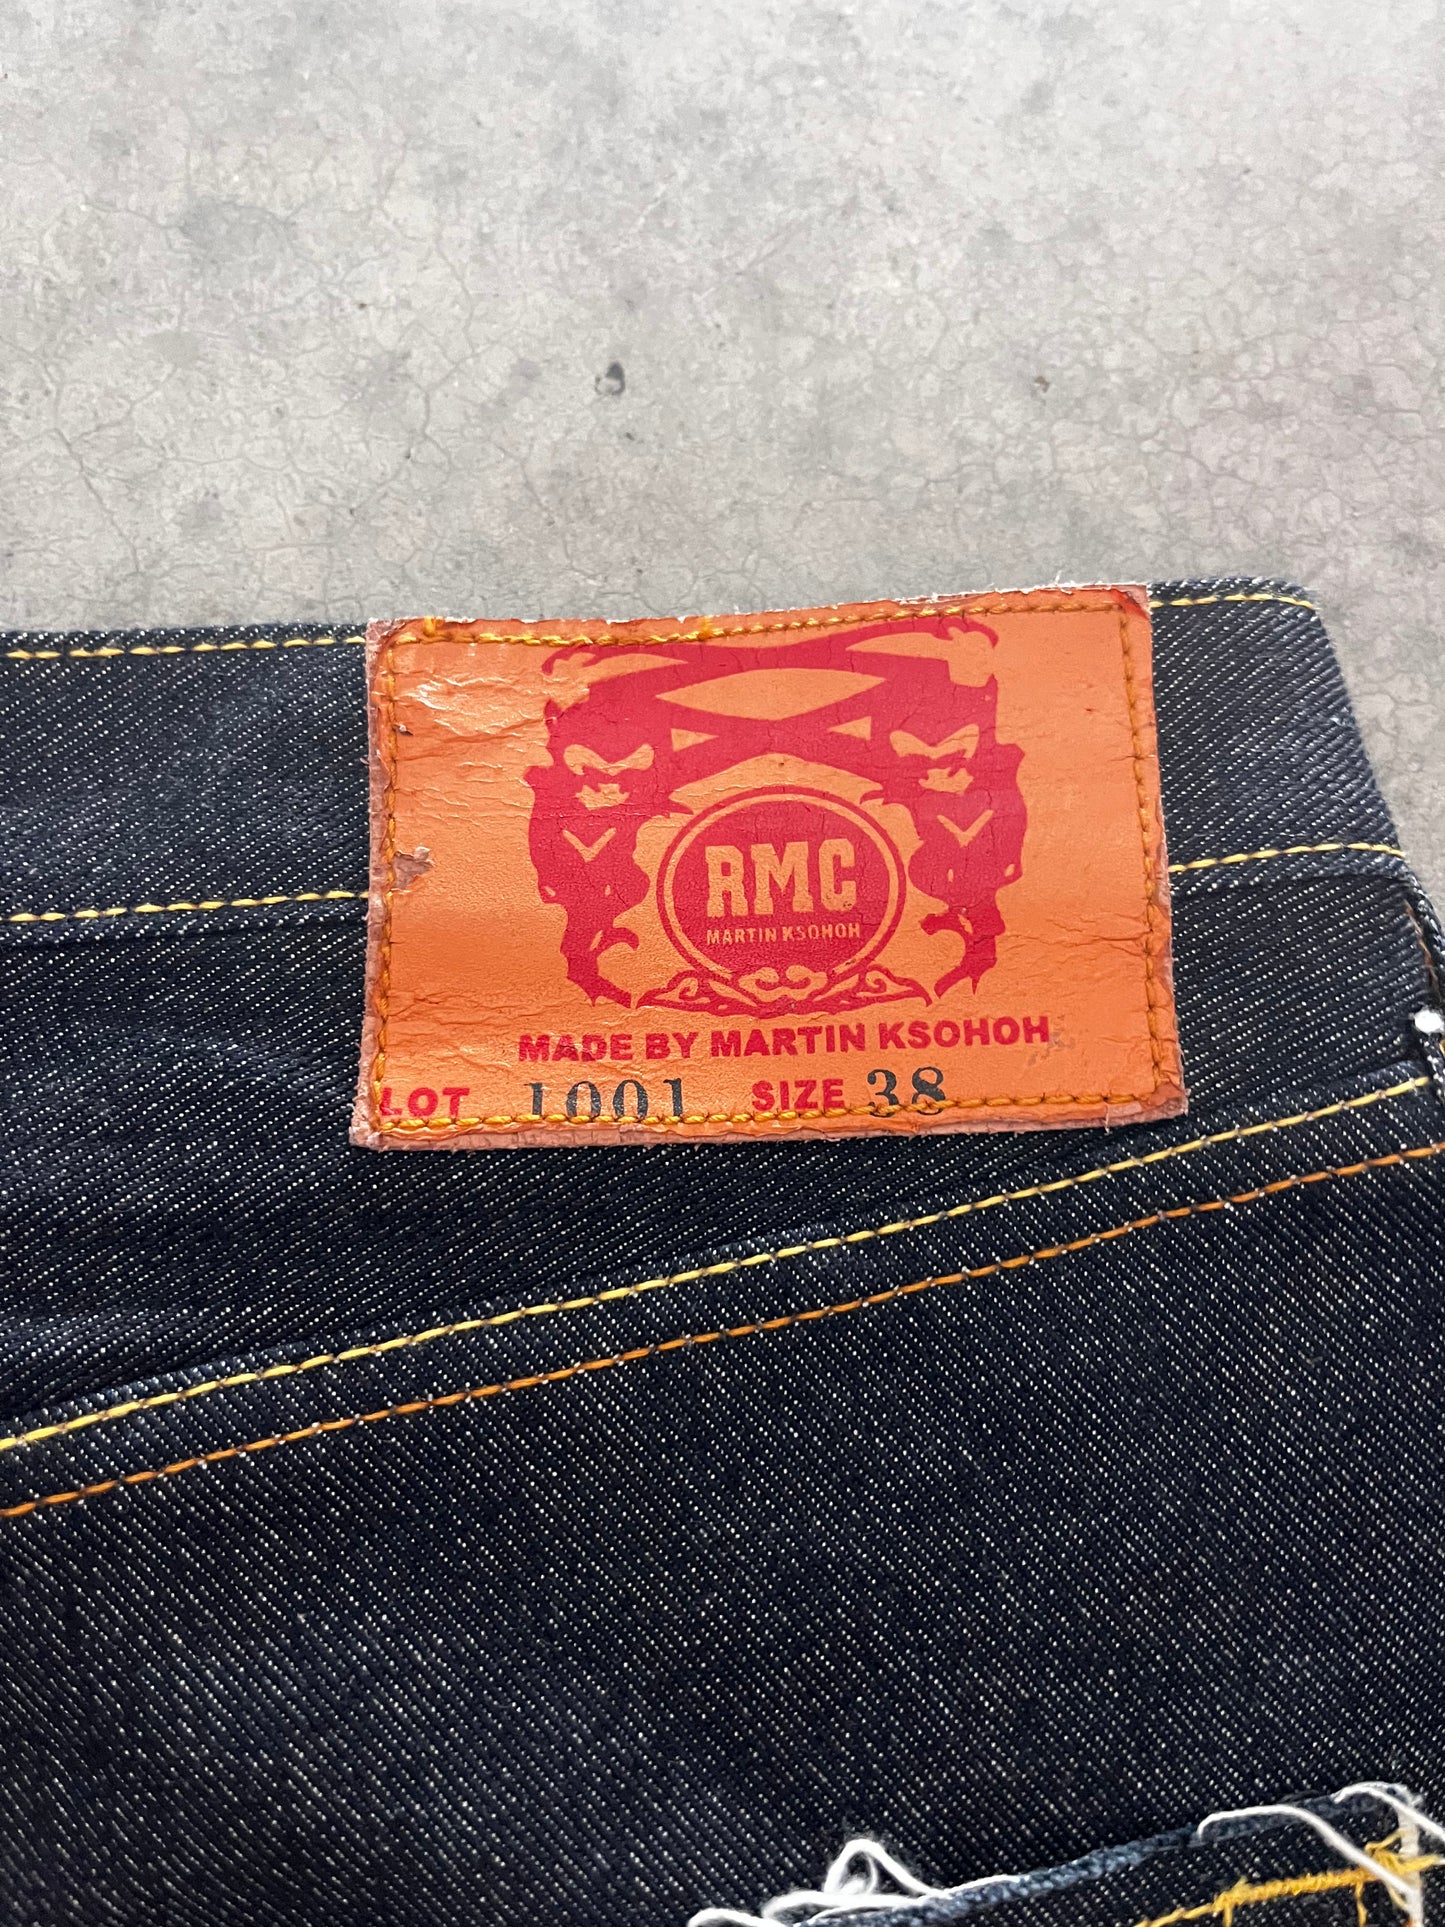 RMC
MARTIN KSOHOH
MADE BY MARTIN KSOHOH
LOT 1001 SIZE 38